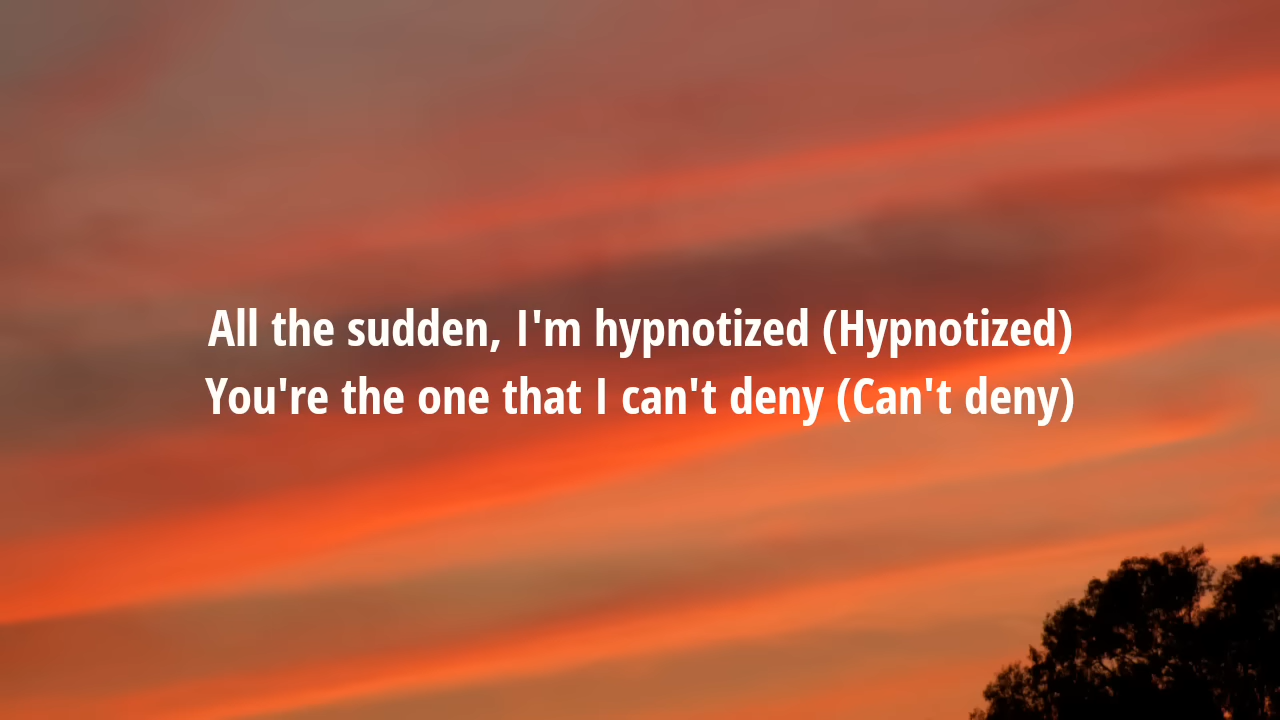 All the sudden, I'm hypnotized (Hypnotized)
You're the one that I can't deny (Can't deny)